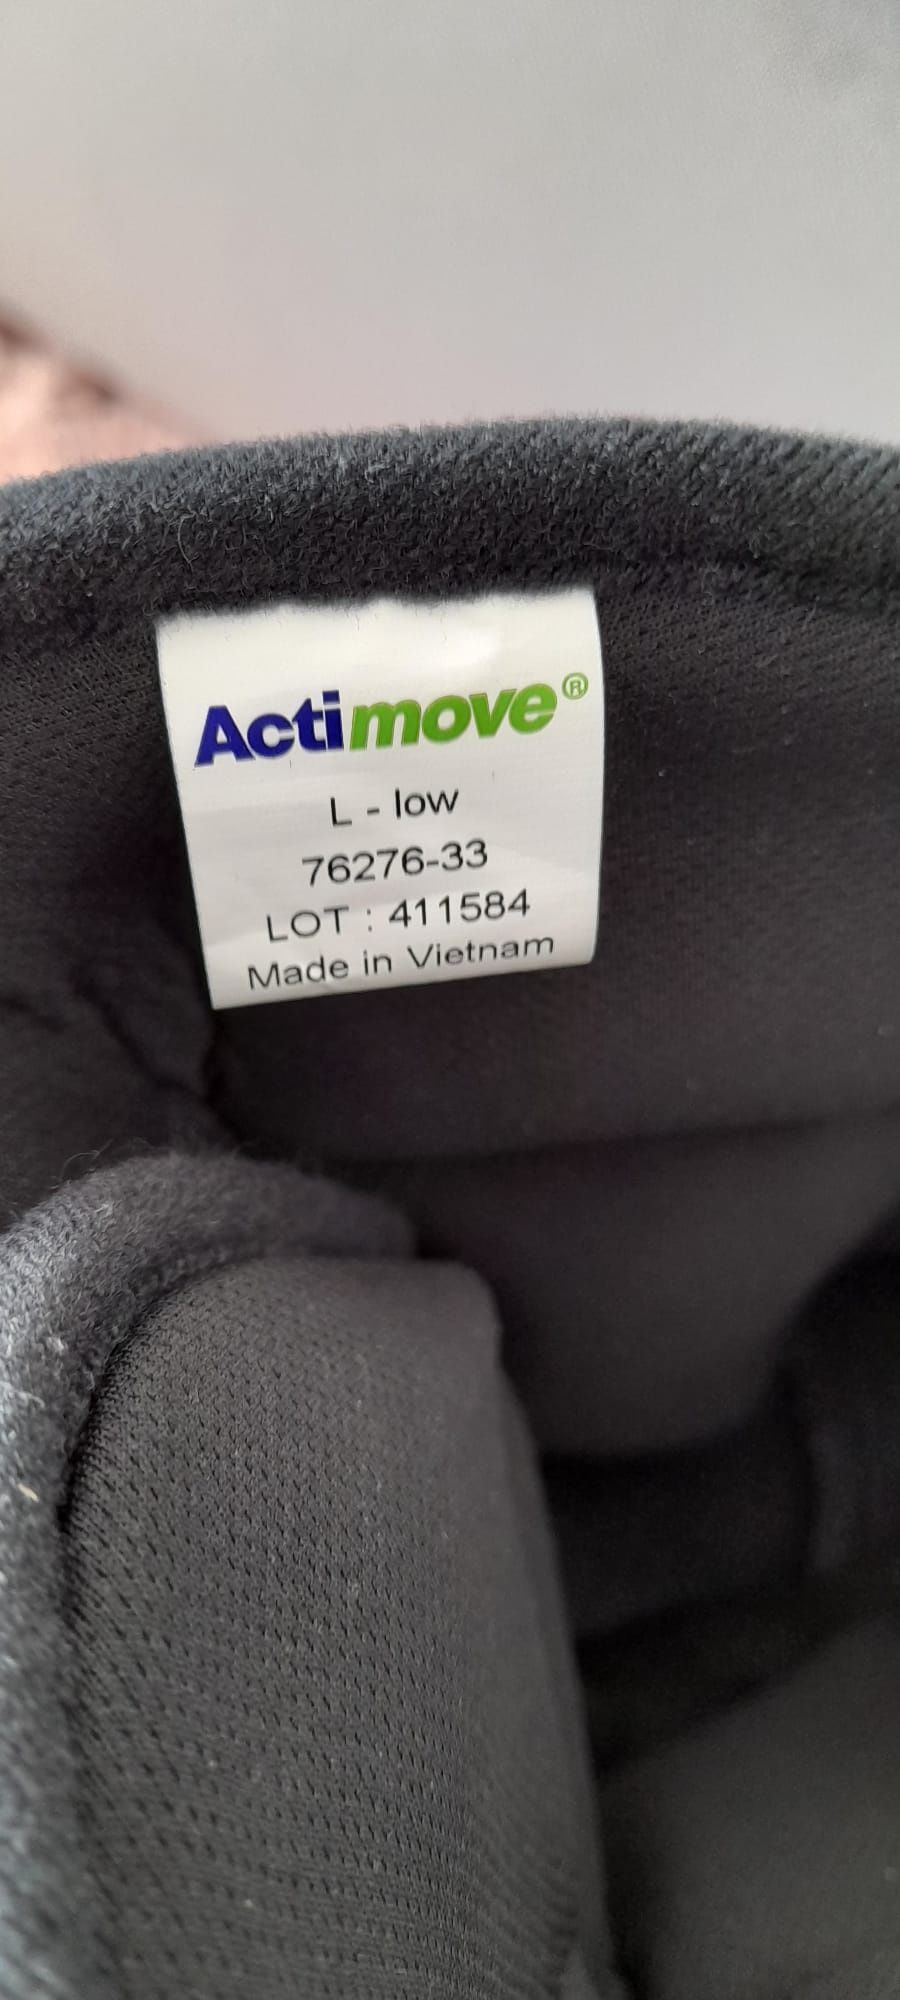 Actimove®
L - low
76276-33
LOT : 411584
Made in Vietnam